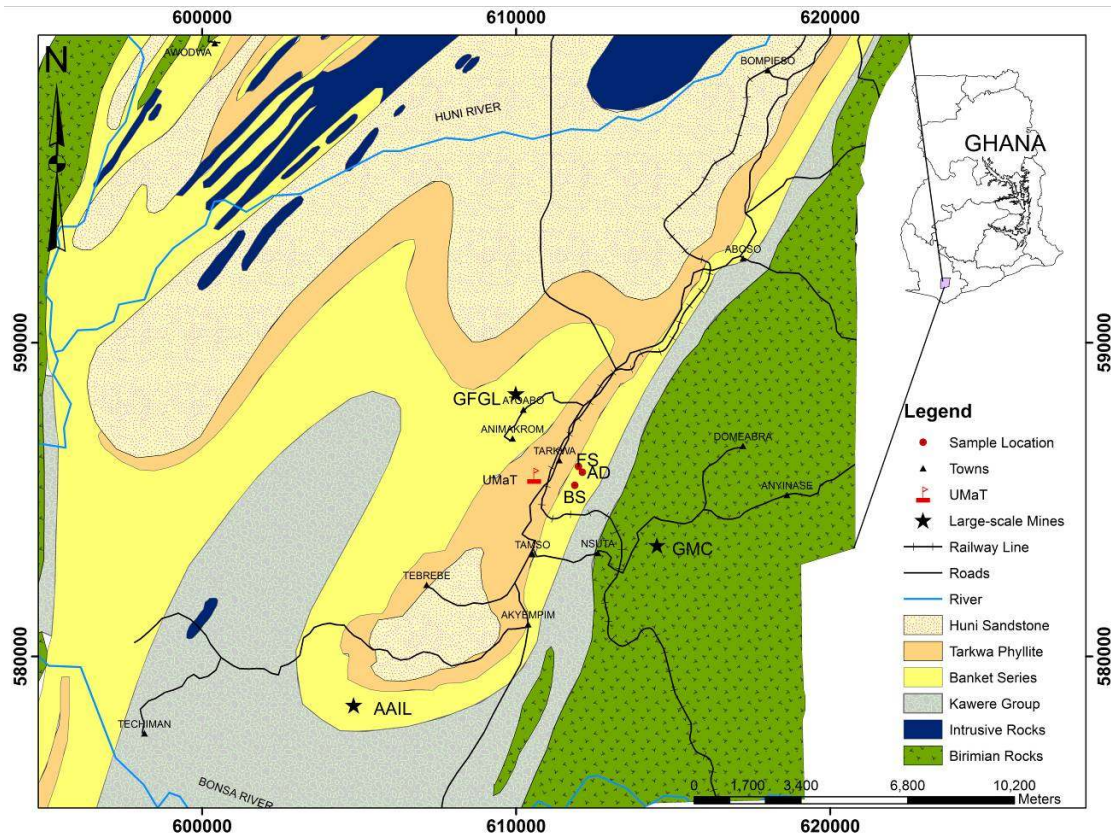 600000
610000
620000
AWODWA
N
BOMPIESO
HUNI RIVER
GHANA
ABOSO
590000
590000
GFGL
ATOABO
ANIMAKROM
TARKWA
FS
AD
UMaT
BS
DOMEABRA
ANYINASE
TAMSO
NSUTA
GMC
TEBREBE
AKYEMPIM
580000
580000
AAIL
TECHIMAN
BONSA RIVER
Legend
Sample Location
Towns
UMaT
Large-scale Mines
Railway Line
Roads
River
Huni Sandstone
Tarkwa Phyllite
Banket Series
Kawere Group
Intrusive Rocks
Birimian Rocks
0 1,700 3,400 6,800 10,200
Meters
600000
610000
620000